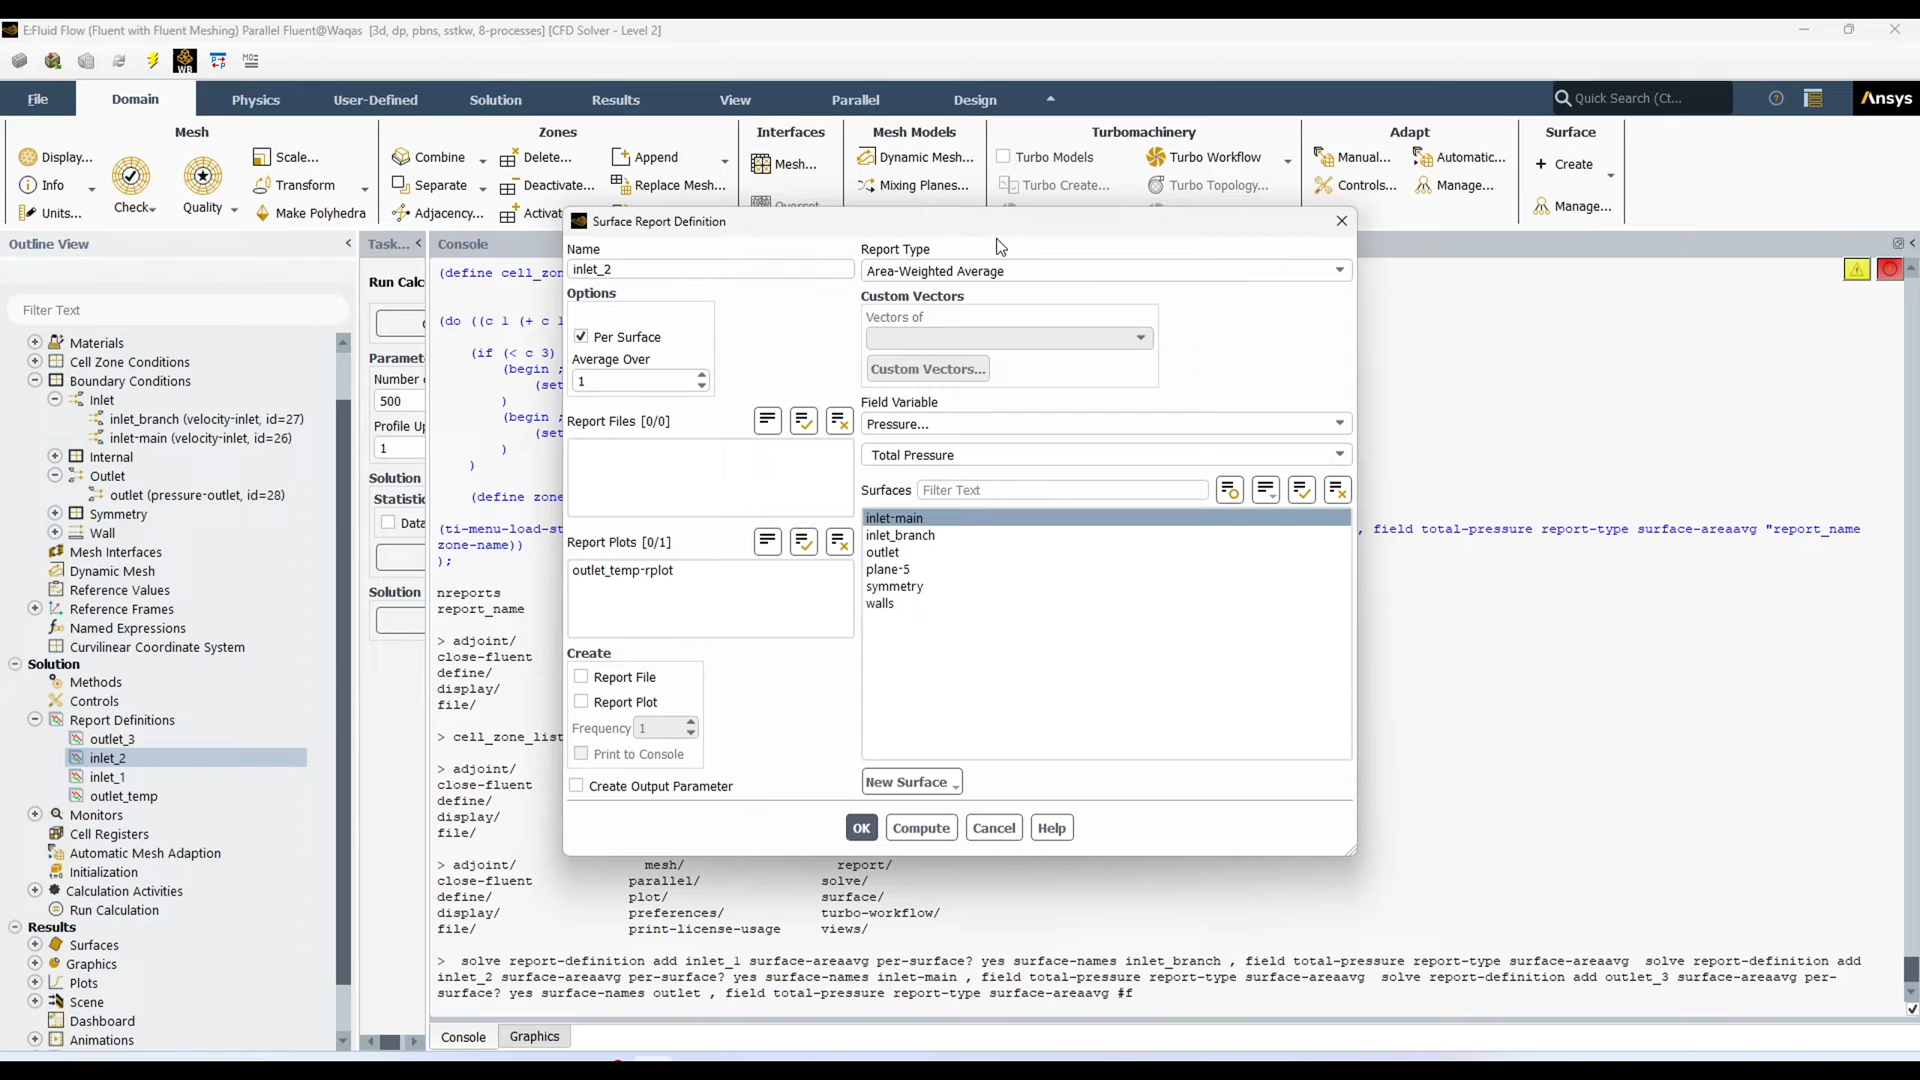 E:Fluid Flow (Fluent with Fluent Meshing) Parallel Fluent@Waqas [3d, dp, pbns, sstkw, 8-processes] [CFD Solver - Level 2]
WB
File
Domain
Physics
User-Defined
Solution
Results
View
Parallel
Design
Quick Search (Ct...
Ansys
Mesh
Zones
Interfaces
Mesh Models
Turbomachinery
Adapt
Surface
Display...
Info
Units...
Check
Quality
Scale...
Transform
Make Polyhedra
Combine
Separate
Adjacency...
Delete...
Deactivate...
Activat
Append
Replace Mesh...
Mesh...
Overset
Dynamic Mesh...
Mixing Planes...
Turbo Models
Turbo Create...
Turbo Workflow
Turbo Topology...
Manual...
Controls...
Automatic...
Manage...
+ Create
Manage...
Outline View
Filter Text
Materials
Cell Zone Conditions
Boundary Conditions
Inlet
inlet_branch (velocity-inlet, id=27)
inlet-main (velocity-inlet, id=26)
Internal
Outlet
outlet (pressure-outlet, id=28)
Symmetry
Wall
Mesh Interfaces
Dynamic Mesh
Reference Values
Reference Frames
Named Expressions
Curvilinear Coordinate System
Solution
Methods
Controls
Report Definitions
outlet_3
inlet_2
inlet_1
outlet_temp
Monitors
Cell Registers
Automatic Mesh Adaption
Initialization
Calculation Activities
Run Calculation
Results
Surfaces
Graphics
Plots
Scene
Dashboard
Animations
Task...
Run Calc
Paramet
Number
500
Profile Up
1
Solution
Statistic
Data
Solution
Console
(define cell_zon
(do ((c 1 (+ c 1
(if (< c 3)
(begin ;
(set
)
(begin ;
(set
)
)
(define zone
(ti-menu-load-st
, field total-pressure report-type surface-areaavg "report_name
zone-name))
);
nreports
report_name
> adjoint/
close-fluent
define/
display/
file/
> cell_zone_list
> adjoint/
close-fluent
define/
display/
file/
> adjoint/ mesh/ report/
close-fluent parallel/ solve/
define/ plot/ surface/
display/ preferences/ turbo-workflow/
file/ print-license-usage views/
> solve report-definition add inlet_1 surface-areaavg per-surface? yes surface-names inlet_branch , field total-pressure report-type surface-areaavg solve report-definition add
inlet_2 surface-areaavg per-surface? yes surface-names inlet-main , field total-pressure report-type surface-areaavg solve report-definition add outlet_3 surface-areaavg per-
surface? yes surface-names outlet , field total-pressure report-type surface-areaavg #f
Console
Graphics
Surface Report Definition
Name
inlet_2
Options
Per Surface
Average Over
1
Report Files [0/0]
Report Plots [0/1]
outlet_temp-rplot
Create
Report File
Report Plot
Frequency 1
Print to Console
Create Output Parameter
Report Type
Area-Weighted Average
Custom Vectors
Vectors of
Custom Vectors...
Field Variable
Pressure...
Total Pressure
Surfaces Filter Text
inlet-main
inlet_branch
outlet
plane-5
symmetry
walls
New Surface
OK
Compute
Cancel
Help